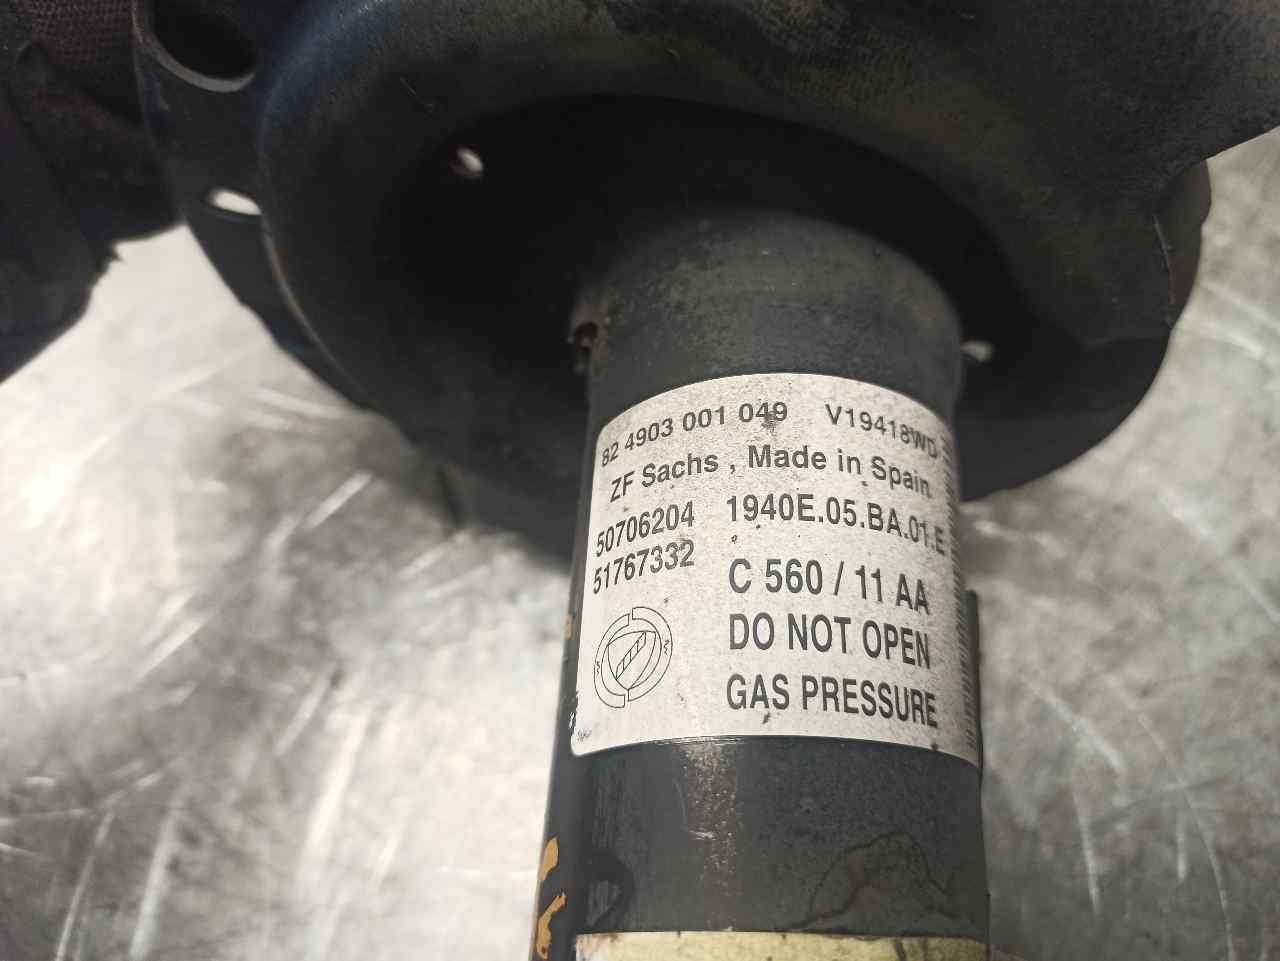 82 4903 001 049 V19418WD
ZF Sachs , Made in Spain
50706204 1940E.05.BA.01.E
51767332
C 560 / 11 AA
DO NOT OPEN
GAS PRESSURE